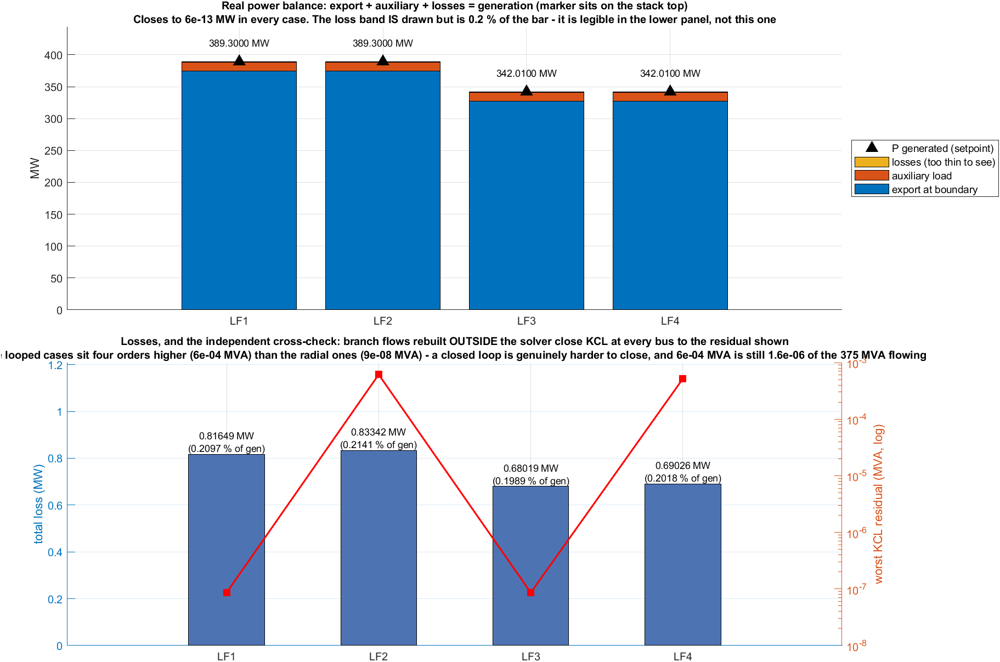 Real power balance: export + auxiliary + losses = generation (marker sits on the stack top)
Closes to 6e-13 MW in every case. The loss band IS drawn but is 0.2 % of the bar - it is legible in the lower panel, not this one
389.3000 MW
389.3000 MW
342.0100 MW
342.0100 MW
400
350
300
250
200
150
100
50
0
MW
LF1
LF2
LF3
LF4
P generated (setpoint)
losses (too thin to see)
auxiliary load
export at boundary
Losses, and the independent cross-check: branch flows rebuilt OUTSIDE the solver close KCL at every bus to the residual shown
looped cases sit four orders higher (6e-04 MVA) than the radial ones (9e-08 MVA) - a closed loop is genuinely harder to close, and 6e-04 MVA is still 1.6e-06 of the 375 MVA flowing
1.2
1
0.8
0.6
0.4
0.2
0
total loss (MW)
0.81649 MW
(0.2097 % of gen)
0.83342 MW
(0.2141 % of gen)
0.68019 MW
(0.1989 % of gen)
0.69026 MW
(0.2018 % of gen)
LF1
LF2
LF3
LF4
10^-3
10^-4
10^-5
10^-6
10^-7
10^-8
worst KCL residual (MVA, log)